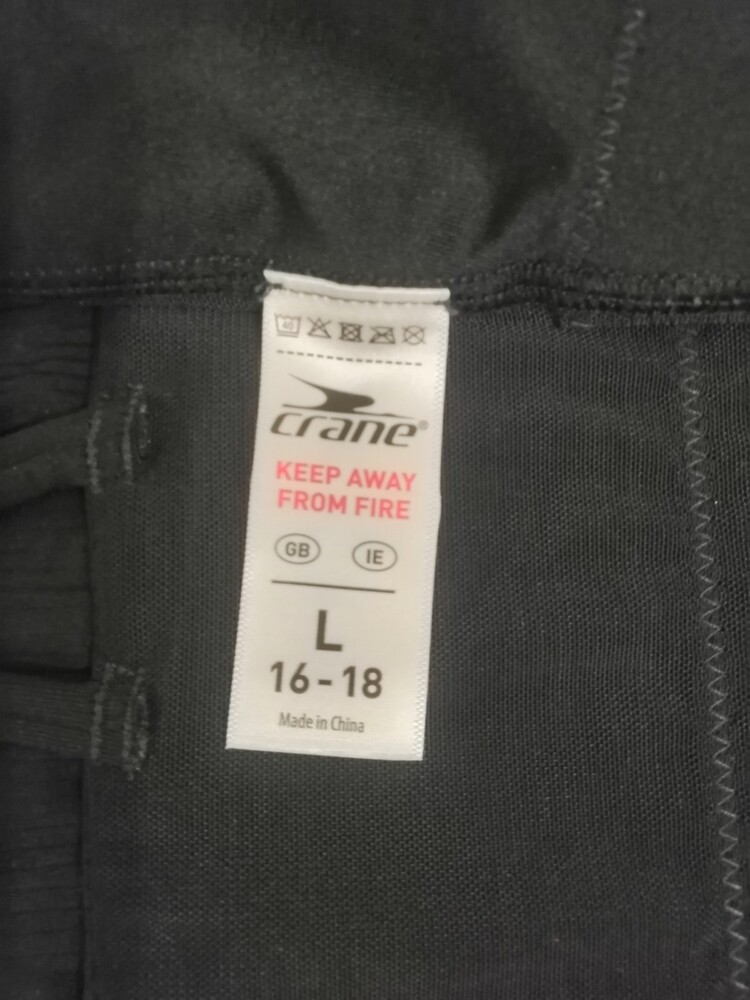 40
crane®
KEEP AWAY
FROM FIRE
GB IE
L
16-18
Made in China